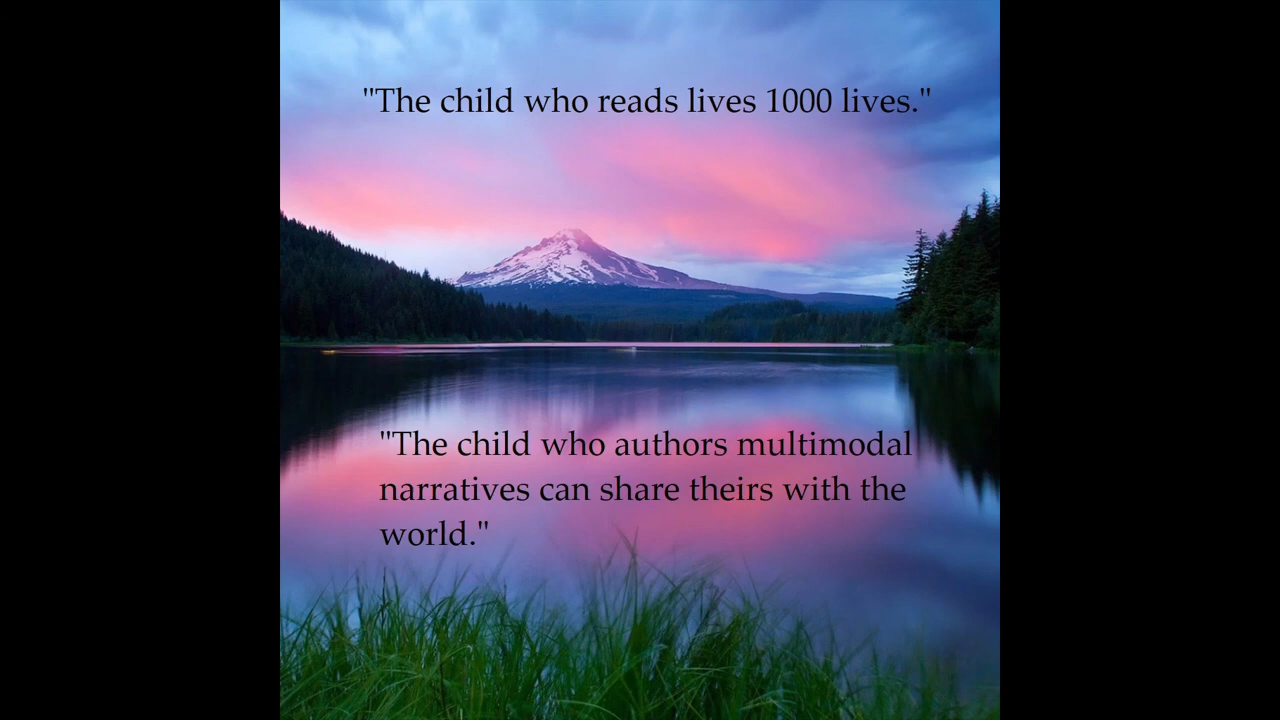 "The child who reads lives 1000 lives."
"The child who authors multimodal
narratives can share theirs with the
world."